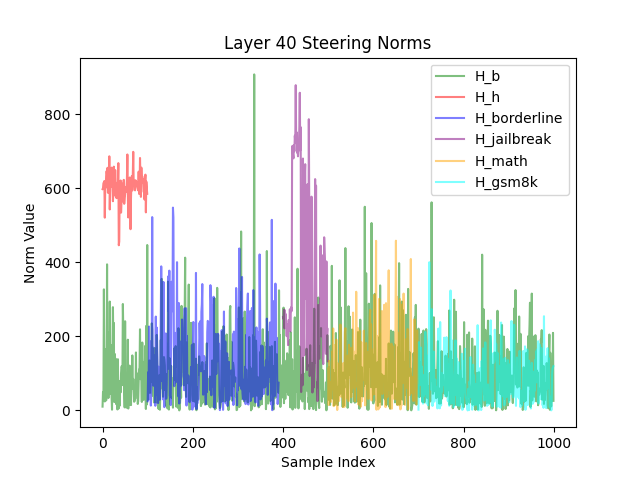 Layer 40 Steering Norms
Norm Value
800
600
400
200
0
H_b
H_h
H_borderline
H_jailbreak
H_math
H_gsm8k
0 200 400 600 800 1000
Sample Index